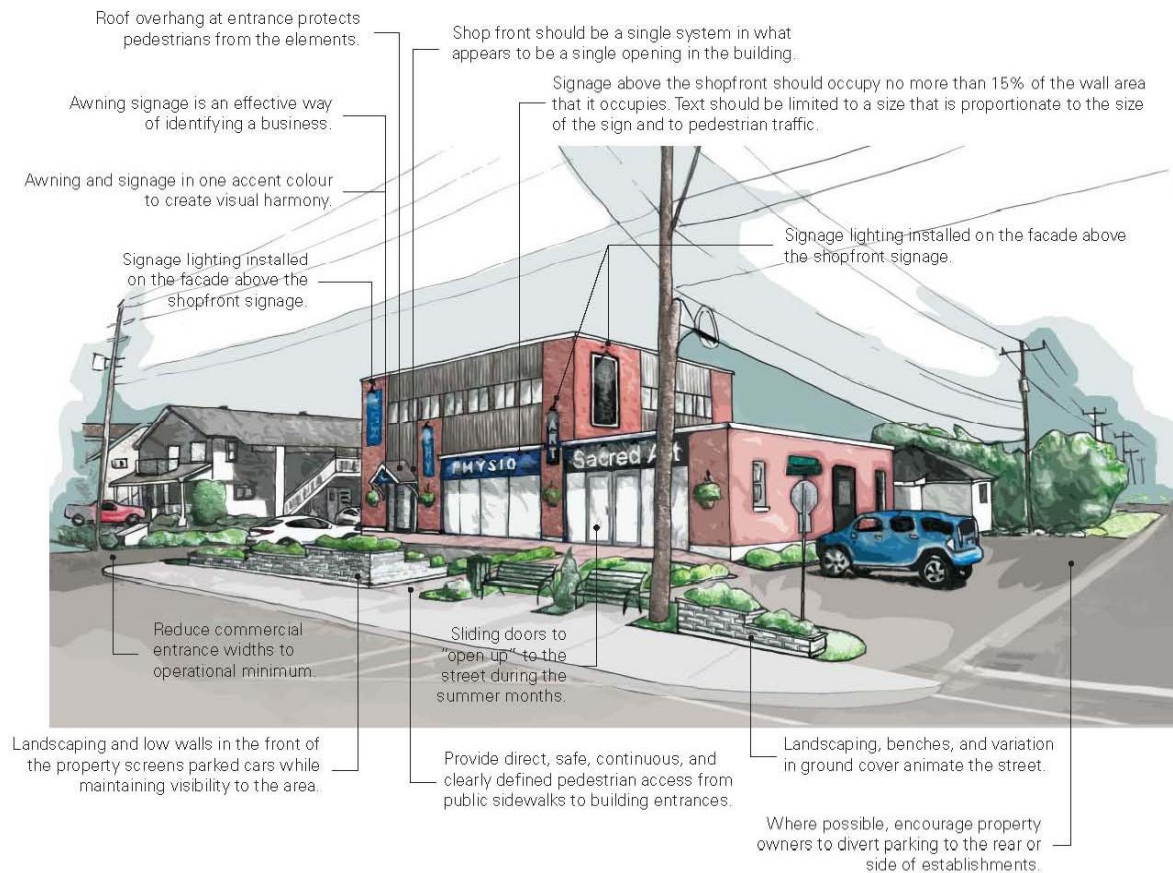 Roof overhang at entrance protects
pedestrians from the elements.
Shop front should be a single system in what
appears to be a single opening in the building.
Signage above the shopfront should occupy no more than 15% of the wall area
that it occupies. Text should be limited to a size that is proportionate to the size
of the sign and to pedestrian traffic.
Awning signage is an effective way
of identifying a business.
Awning and signage in one accent colour
to create visual harmony.
Signage lighting installed
on the facade above the
shopfront signage.
Signage lighting installed on the facade above
the shopfront signage.
PHYSIO
ART
Sacred Art
Reduce commercial
entrance widths to
operational minimum.
Sliding doors to
"open up" to the
street during the
summer months.
Landscaping and low walls in the front of
the property screens parked cars while
maintaining visibility to the area.
Provide direct, safe, continuous, and
clearly defined pedestrian access from
public sidewalks to building entrances.
Landscaping, benches, and variation
in ground cover animate the street.
Where possible, encourage property
owners to divert parking to the rear or
side of establishments.